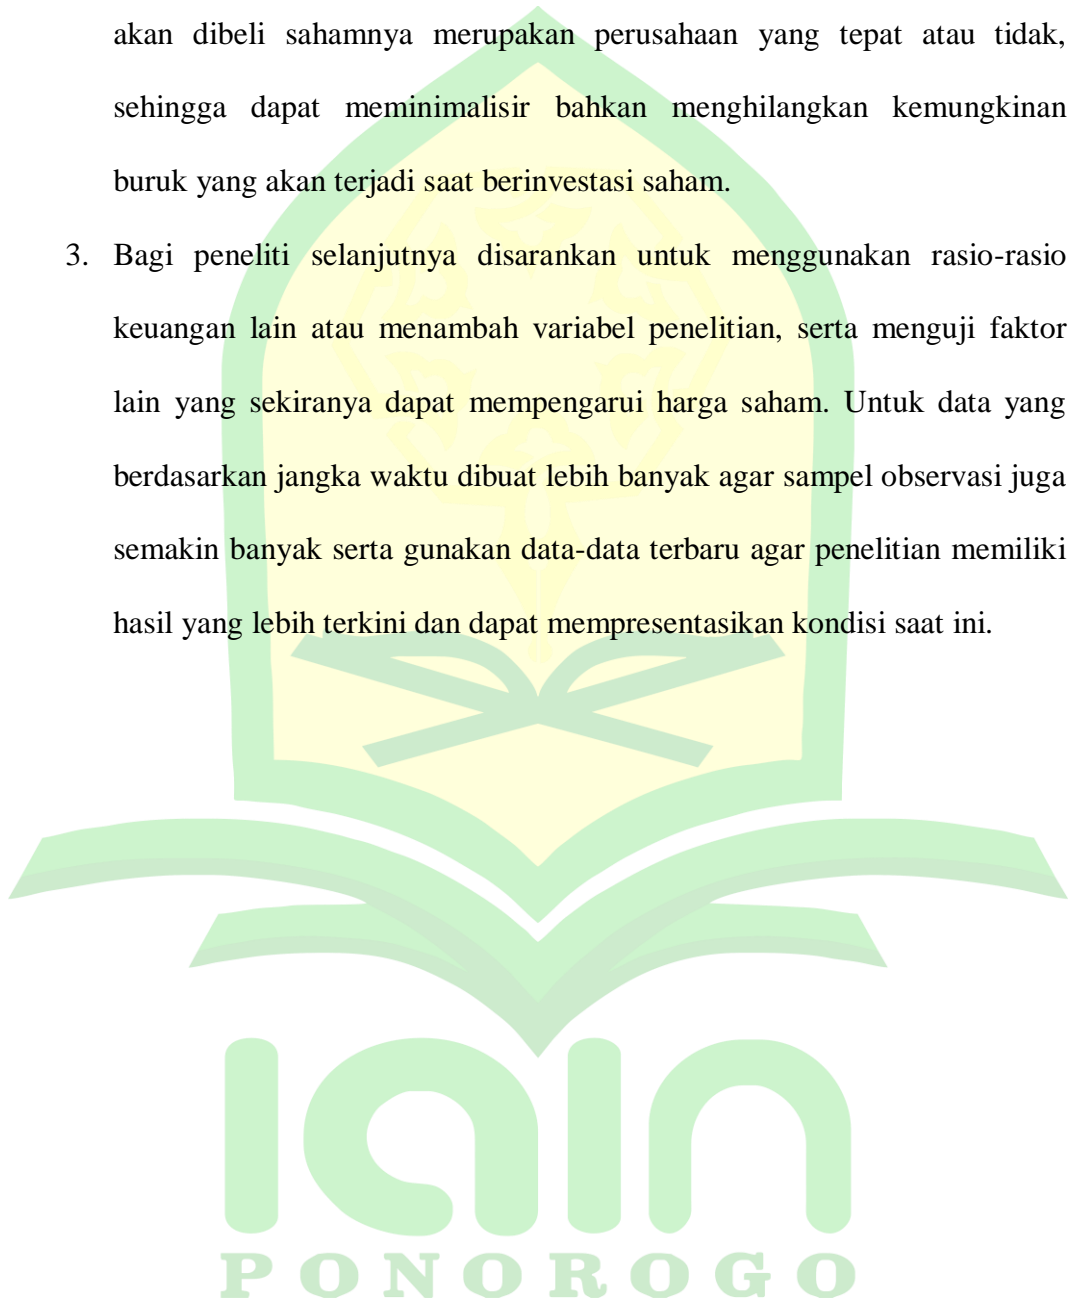 akan dibeli sahamnya merupakan perusahaan yang tepat atau tidak,
sehingga dapat meminimalisir bahkan menghilangkan kemungkinan
buruk yang akan terjadi saat berinvestasi saham.
3. Bagi peneliti selanjutnya disarankan untuk menggunakan rasio-rasio
keuangan lain atau menambah variabel penelitian, serta menguji faktor
lain yang sekiranya dapat mempengarui harga saham. Untuk data yang
berdasarkan jangka waktu dibuat lebih banyak agar sampel observasi juga
semakin banyak serta gunakan data-data terbaru agar penelitian memiliki
hasil yang lebih terkini dan dapat mempresentasikan kondisi saat ini.
IAIN
PONOROGO